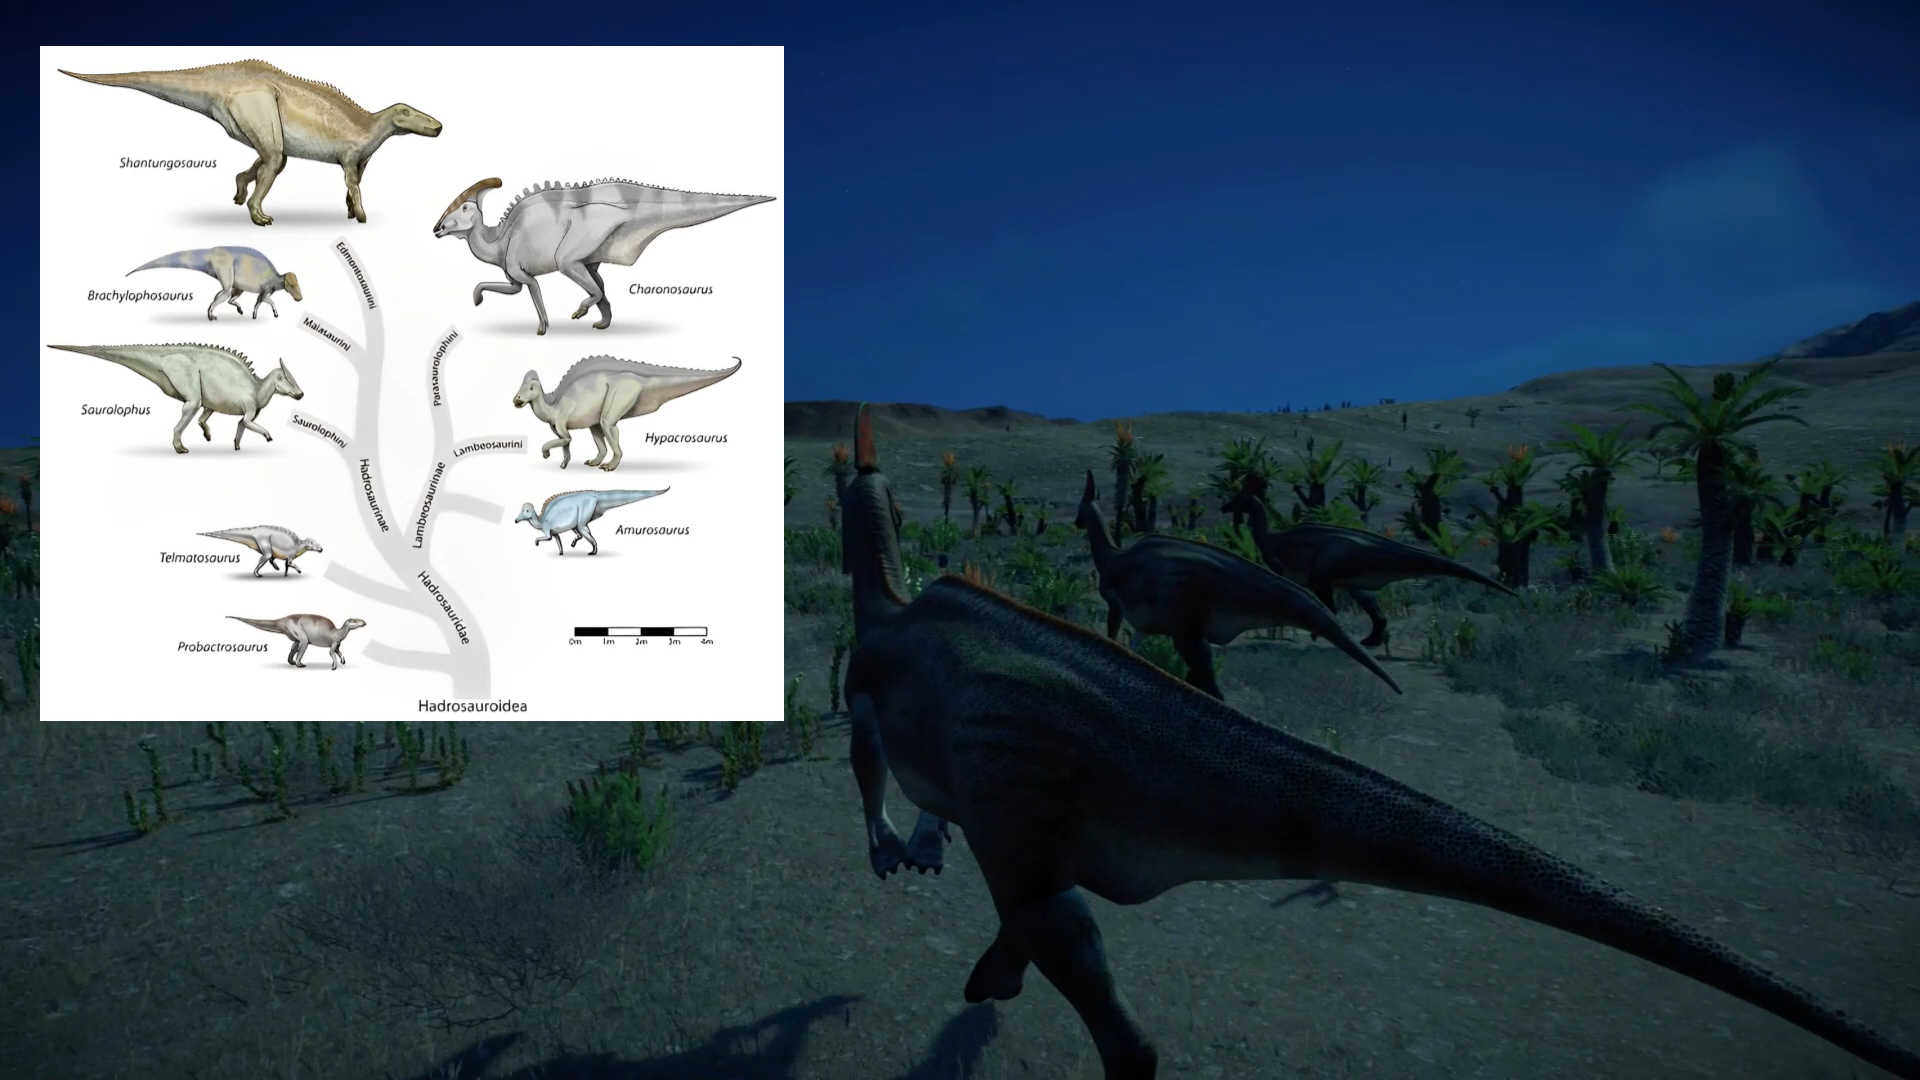 Shantungosaurus
Edmontosaurini
Charonosaurus
Brachylophosaurus
Maiasaurini
Parasaurolophini
Saurolophus
Saurolophini
Lambeosaurini
Hypacrosaurus
Hadrosaurinae
Lambeosaurinae
Amurosaurus
Telmatosaurus
Hadrosauridae
Probactrosaurus
0m 1m 2m 3m 4m
Hadrosauroidea